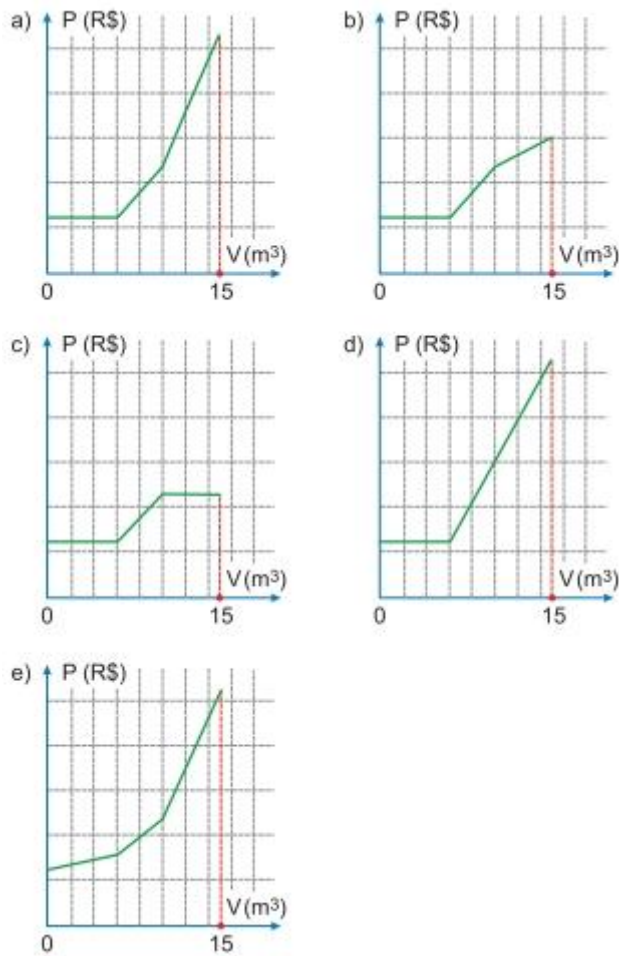 a) P (R$)
V (m³)
0 15
b) P (R$)
V (m³)
0 15
c) P (R$)
V (m³)
0 15
d) P (R$)
V (m³)
0 15
e) P (R$)
V (m³)
0 15